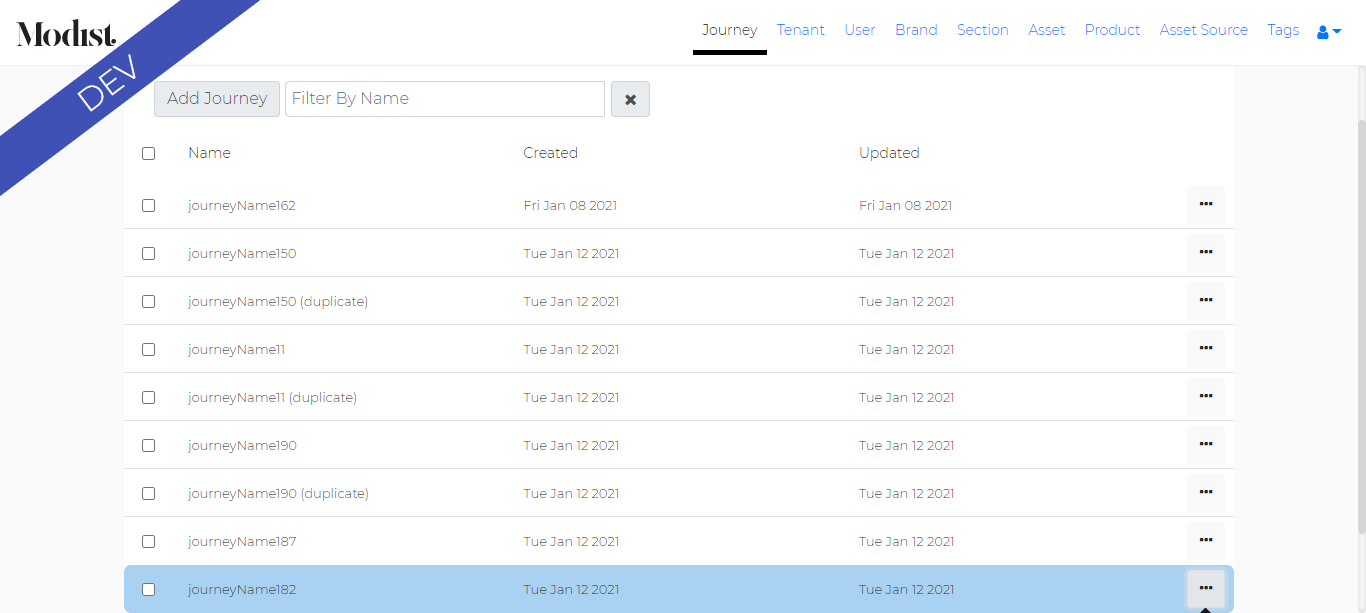 Modist.
DEV
Journey Tenant User Brand Section Asset Product Asset Source Tags
Add Journey Filter By Name
Name Created Updated
journeyName162 Fri Jan 08 2021 Fri Jan 08 2021
journeyName150 Tue Jan 12 2021 Tue Jan 12 2021
journeyName150 (duplicate) Tue Jan 12 2021 Tue Jan 12 2021
journeyName11 Tue Jan 12 2021 Tue Jan 12 2021
journeyName11 (duplicate) Tue Jan 12 2021 Tue Jan 12 2021
journeyName190 Tue Jan 12 2021 Tue Jan 12 2021
journeyName190 (duplicate) Tue Jan 12 2021 Tue Jan 12 2021
journeyName187 Tue Jan 12 2021 Tue Jan 12 2021
journeyName182 Tue Jan 12 2021 Tue Jan 12 2021